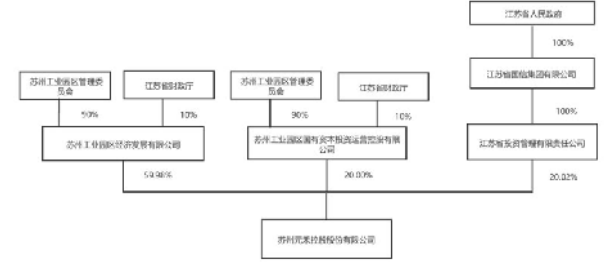 江苏省人民政府
100%
苏州工业园区管理委
员会
江苏省财政厅
苏州工业园区管理委
员会
江苏省财政厅
江苏省国信集团有限公司
90%
10%
90%
10%
100%
苏州工业园区经济发展有限公司
苏州工业园区国有资本投资运营控股有限
公司
江苏省投资管理有限责任公司
59.98%
20.00%
20.02%
苏州元禾控股股份有限公司